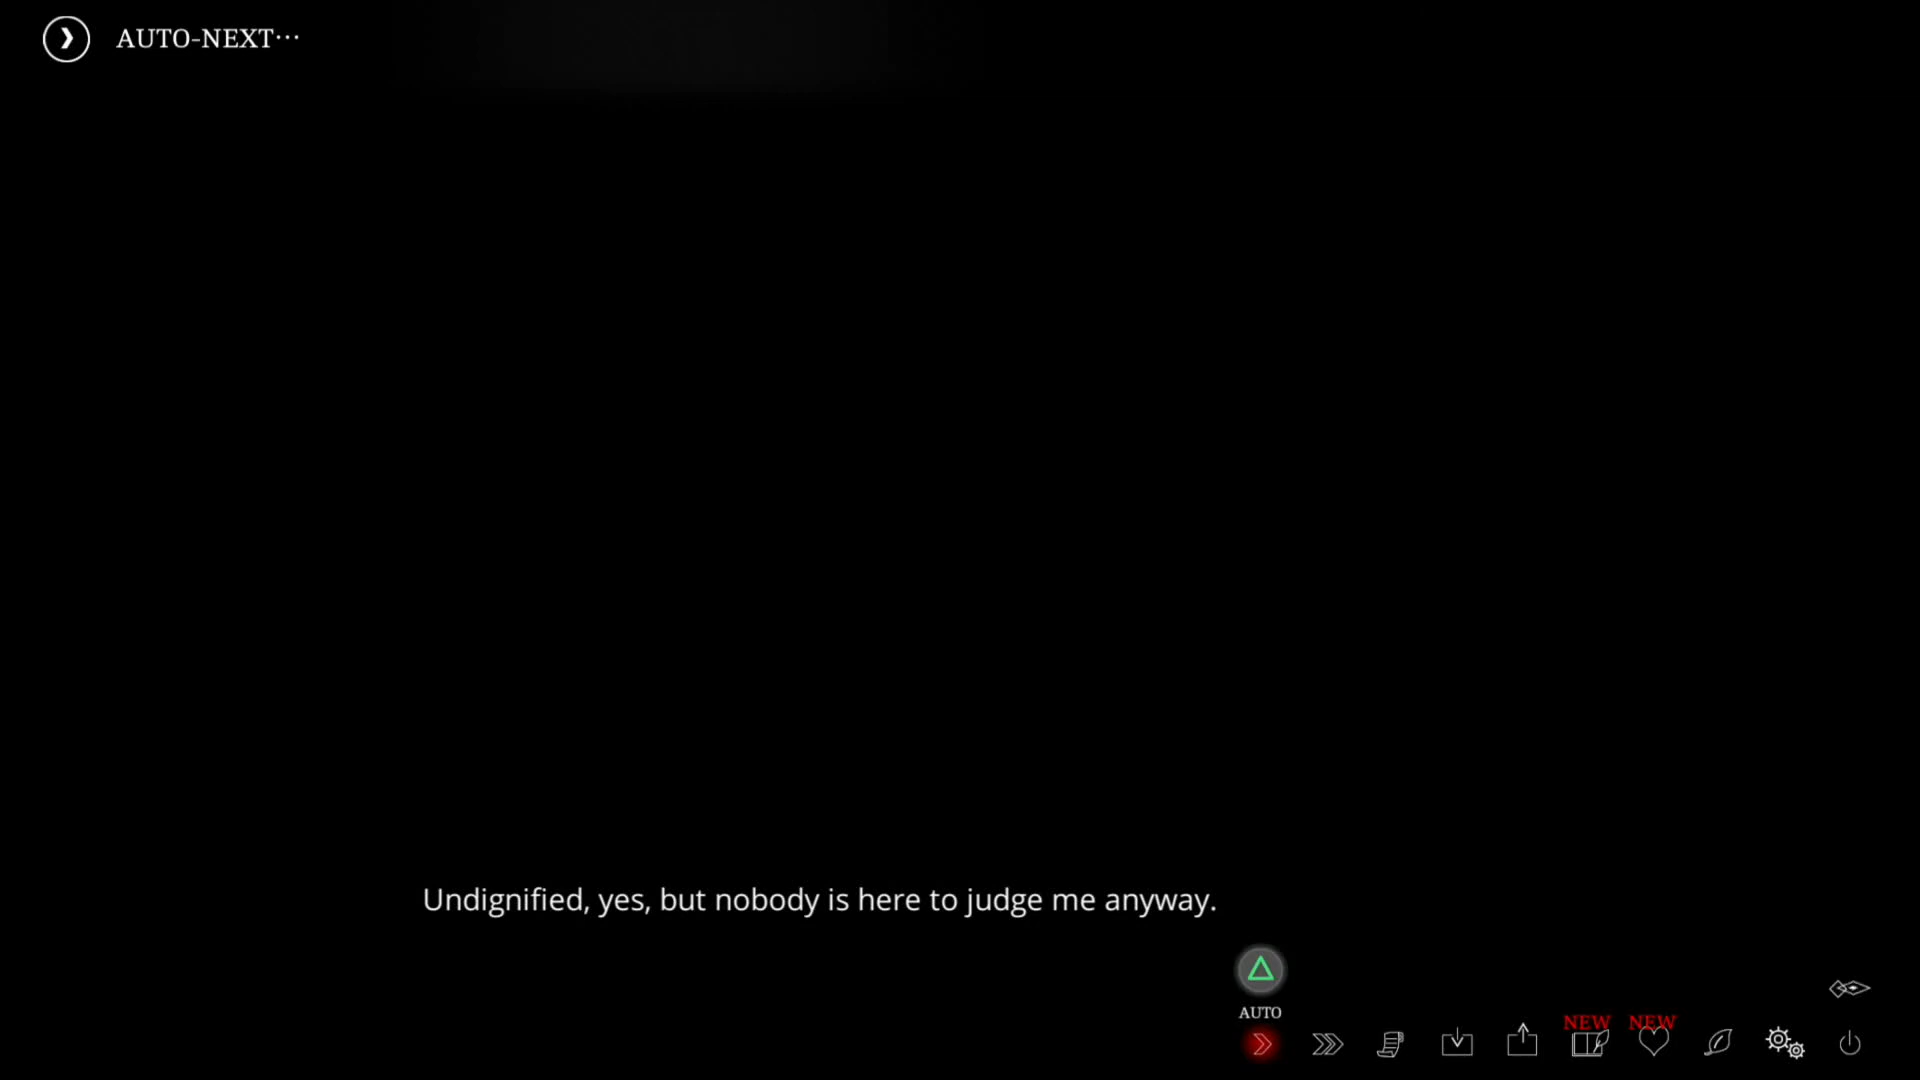 AUTO-NEXT···
Undignified, yes, but nobody is here to judge me anyway.
AUTO
NEW NEW